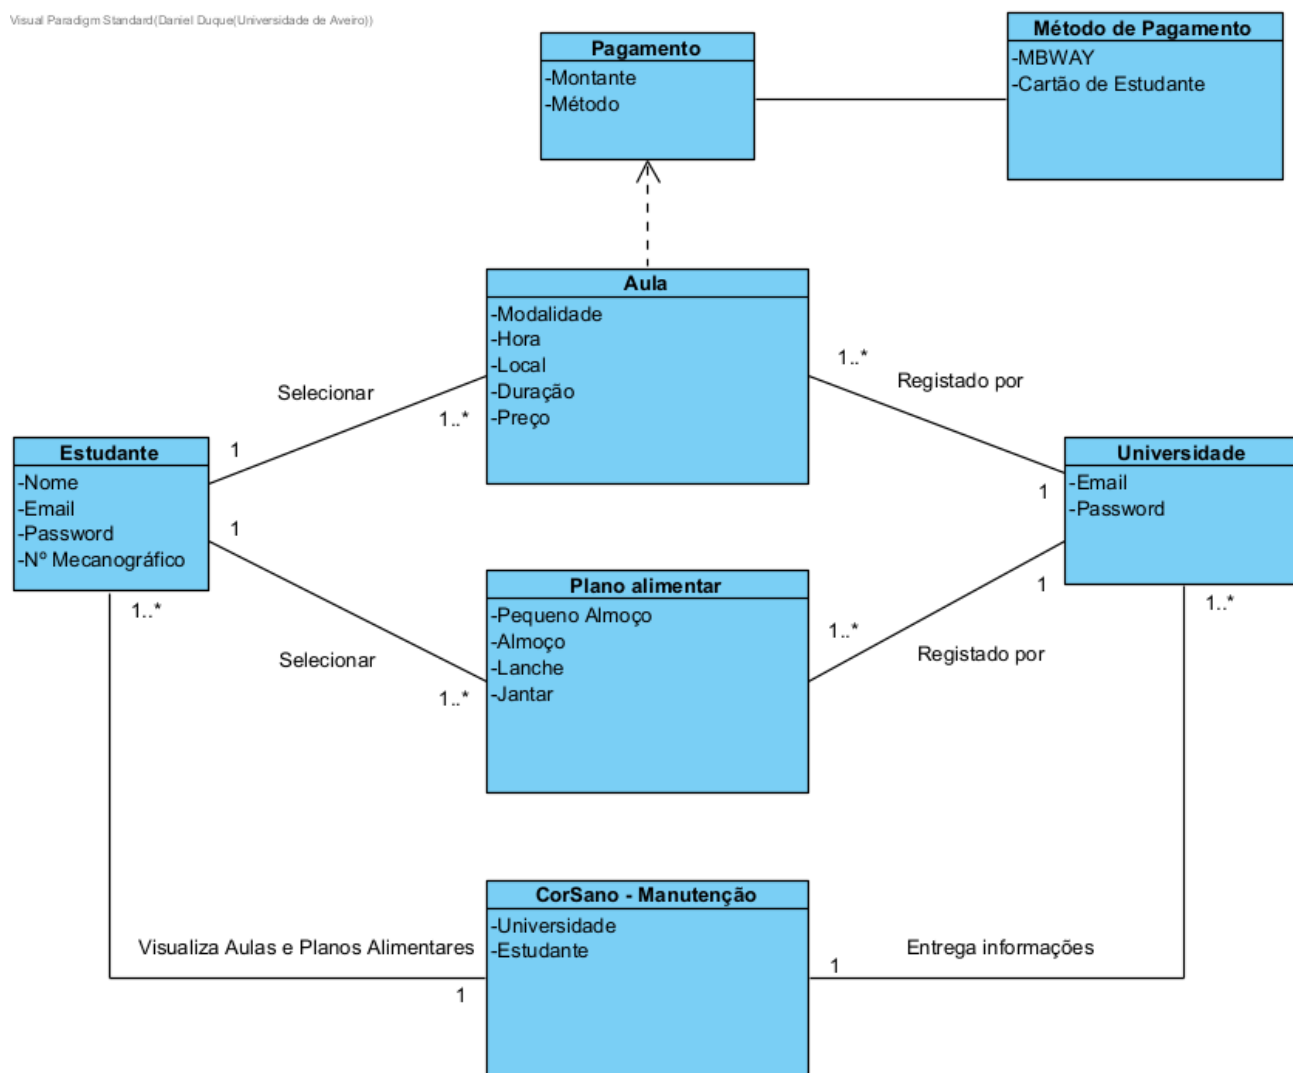 Visual Paradigm Standard(Daniel Duque(Universidade de Aveiro))
Pagamento
-Montante
-Método
Método de Pagamento
-MBWAY
-Cartão de Estudante
Aula
-Modalidade
-Hora
-Local
-Duração
-Preço
Selecionar
1
1..*
1..*
Registado por
1
Estudante
-Nome
-Email
-Password
-Nº Mecanográfico
Universidade
-Email
-Password
1
Selecionar
1..*
Plano alimentar
-Pequeno Almoço
-Almoço
-Lanche
-Jantar
1
1..*
Registado por
1..*
1..*
CorSano - Manutenção
-Universidade
-Estudante
Visualiza Aulas e Planos Alimentares
1
Entrega informações
1